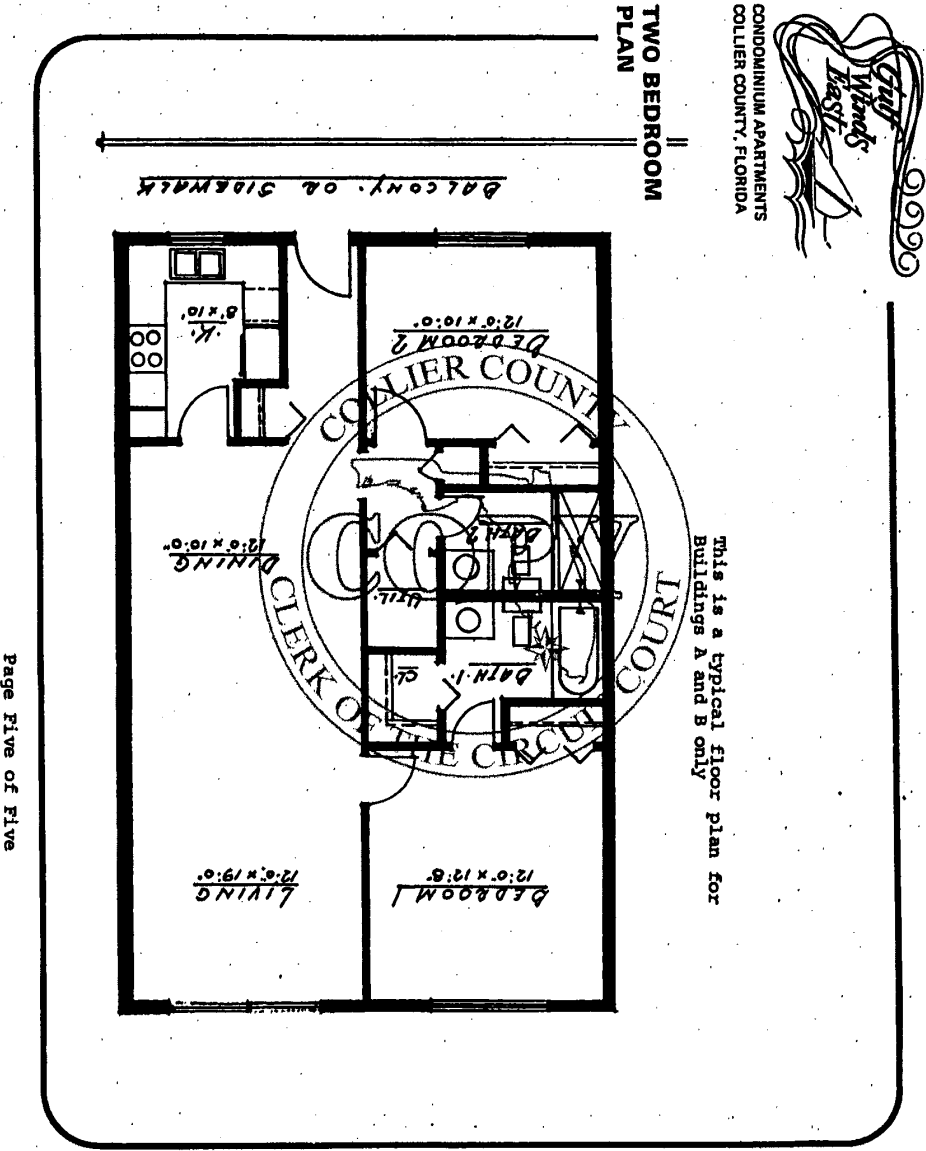 Gulf
Winds
East
CONDOMINIUM APARTMENTS
COLLIER COUNTY, FLORIDA
TWO BEDROOM
PLAN
This is a typical floor plan for
Buildings A and B only
BALCONY. OR SIDEWALK
K.
8' x 10'
BEDROOM 2
12'.0" x 10'.0"
DINING
12'.0" x 10'.0"
BATH 2
UTIL.
BATH.1.
CL.
LIVING
12'.0" x 19'.0"
BEDROOM 1
12'.0" x 12'.8"
COLLIER COUNTY
COPY
CLERK OF THE CIRCUIT COURT
Page Five of Five